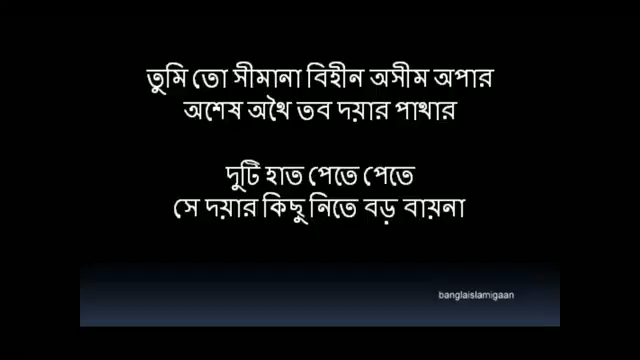 তুমি তো সীমানা বিহীন অসীম অপার
অশেষ অথৈ তব দয়ার পাথার
দুটি হাত পেতে পেতে
সে দয়ার কিছু নিতে বড় বায়না
banglaislamigaan